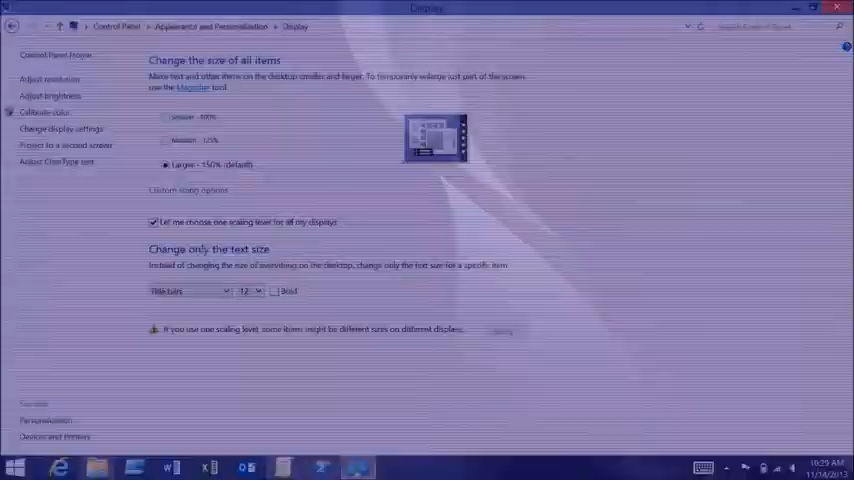 Display
Control Panel
Appearance and Personalization
Display
Search Control Panel
Control Panel Home
Adjust resolution
Adjust brightness
Calibrate color
Change display settings
Project to a second screen
Adjust ClearType text
Change the size of all items
Make text and other items on the desktop smaller and larger. To temporarily enlarge just part of the screen,
use the Magnifier tool.
Smaller - 100%
Medium - 125%
Larger - 150% (default)
Custom sizing options
Let me choose one scaling level for all my displays
Change only the text size
Instead of changing the size of everything on the desktop, change only the text size for a specific item
Title bars 12 Bold
If you use one scaling level, some items might be different sizes on different displays.
Apply
See also
Personalization
Devices and Printers
10:29 AM
11/14/2013